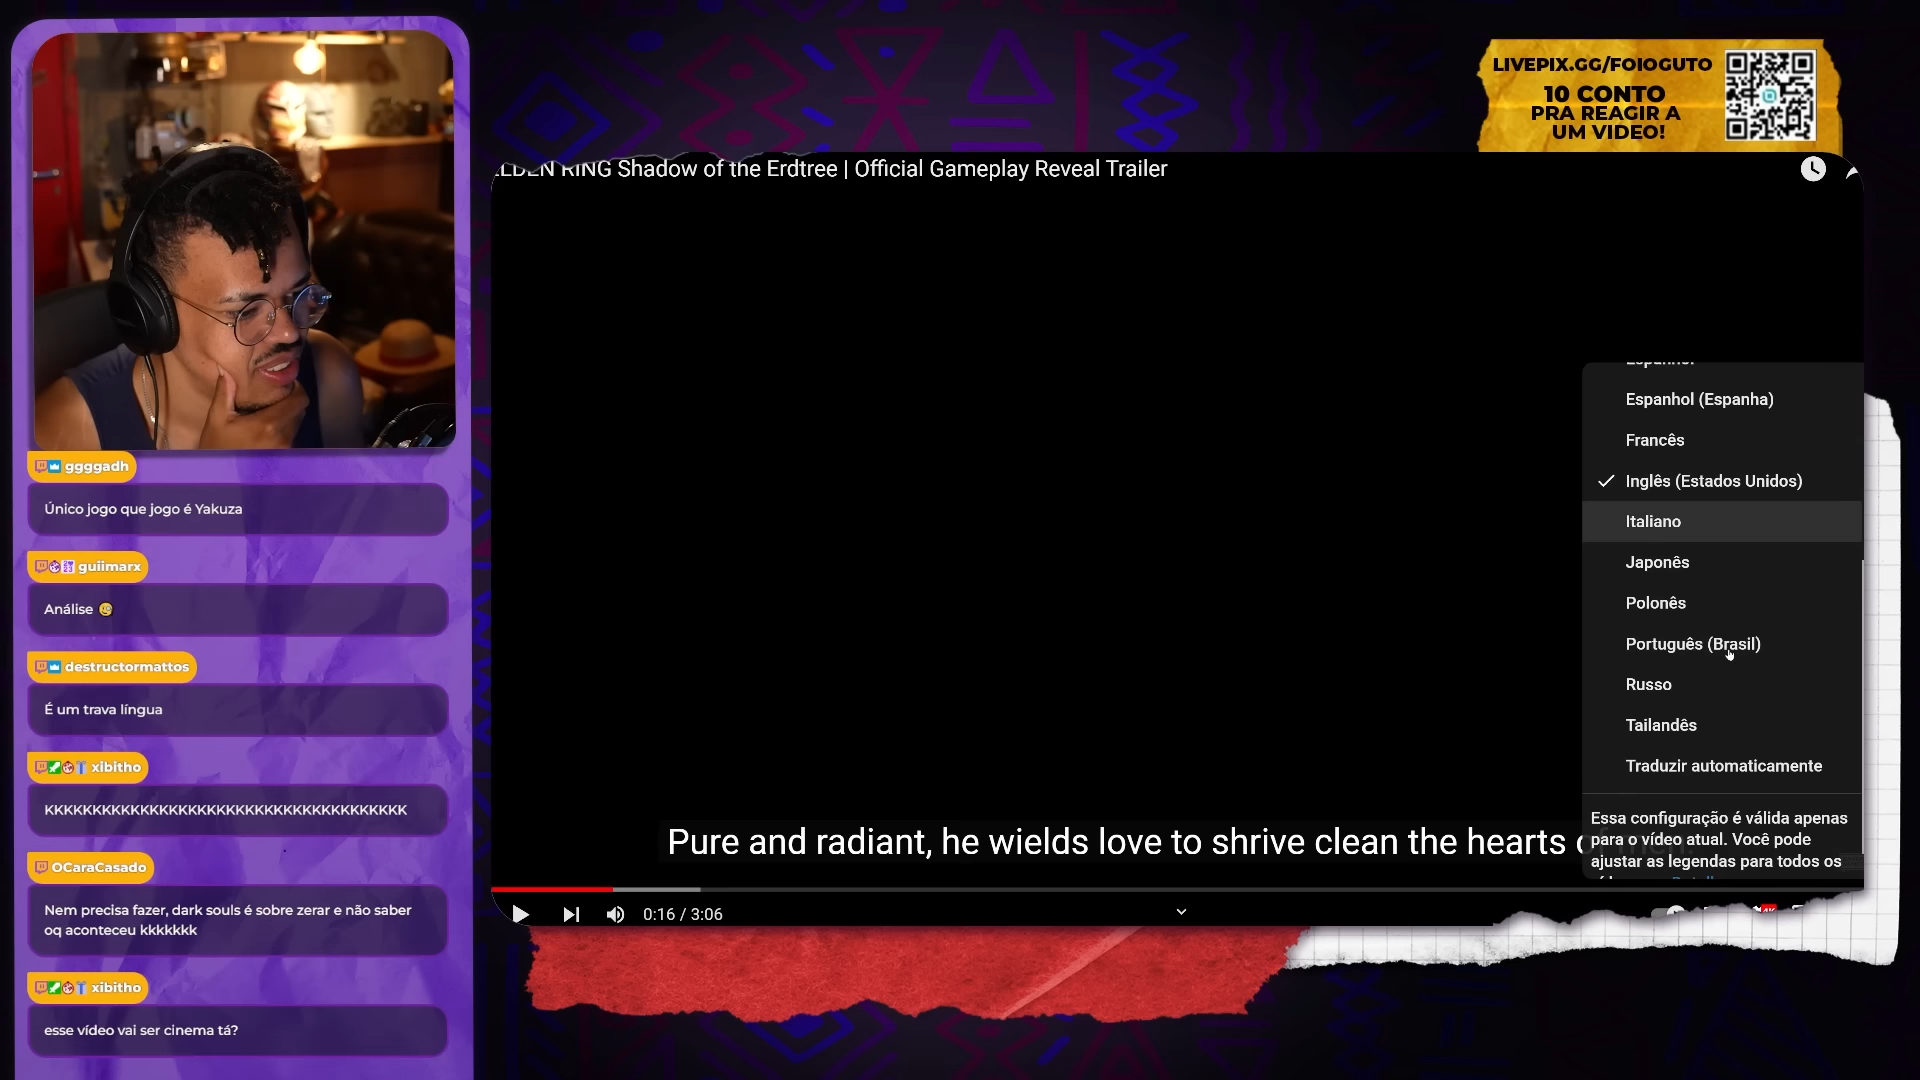 ggggadh
Único jogo que jogo é Yakuza
guiimarx
Análise
destructormattos
É um trava língua
xibitho
KKKKKKKKKKKKKKKKKKKKKKKKKKKKKKKKKKKKK
OCaraCasado
Nem precisa fazer, dark souls é sobre zerar e não saber
oq aconteceu kkkkkkk
xibitho
esse vídeo vai ser cinema tá?
LIVEPIX.GG/FOIOGUTO
10 CONTO
PRA REAGIR A
UM VIDEO!
ELDEN RING Shadow of the Erdtree | Official Gameplay Reveal Trailer
Espanhol
Espanhol (Espanha)
Francês
Inglês (Estados Unidos)
Italiano
Japonês
Polonês
Português (Brasil)
Russo
Tailandês
Traduzir automaticamente
Essa configuração é válida apenas
para o vídeo atual. Você pode
ajustar as legendas para todos os
Pure and radiant, he wields love to shrive clean the hearts of men.
0:16 / 3:06